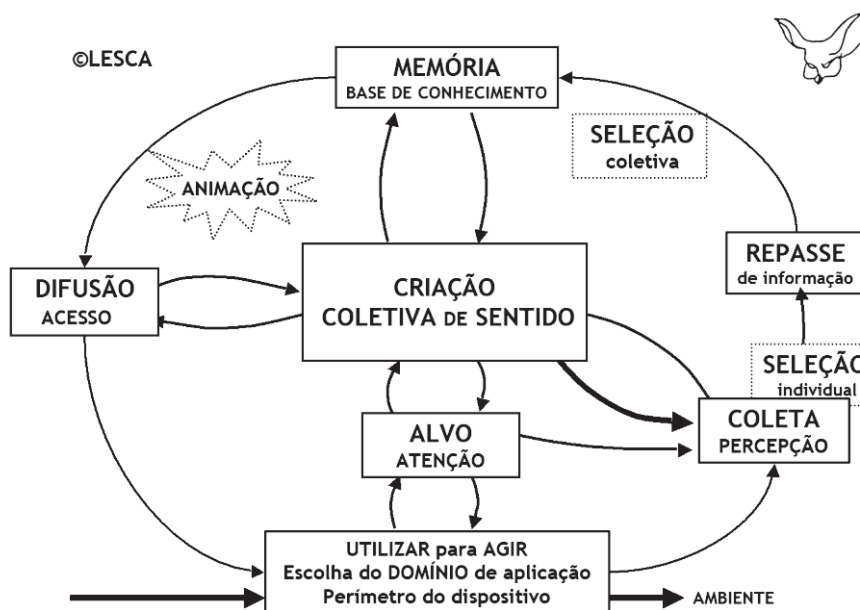 ©LESCA
MEMÓRIA
BASE DE CONHECIMENTO
SELEÇÃO
coletiva
ANIMAÇÃO
REPASSE
de informação
DIFUSÃO
ACESSO
CRIAÇÃO
COLETIVA DE SENTIDO
SELEÇÃO
individual
COLETA
PERCEPÇÃO
ALVO
ATENÇÃO
UTILIZAR para AGIR
Escolha do DOMÍNIO de aplicação
Perímetro do dispositivo
AMBIENTE